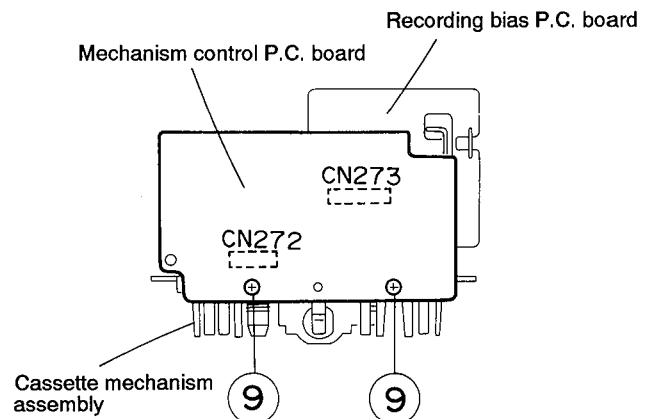 Recording bias P.C. board
Mechanism control P.C. board
CN273
CN272
Cassette mechanism
assembly
9
9